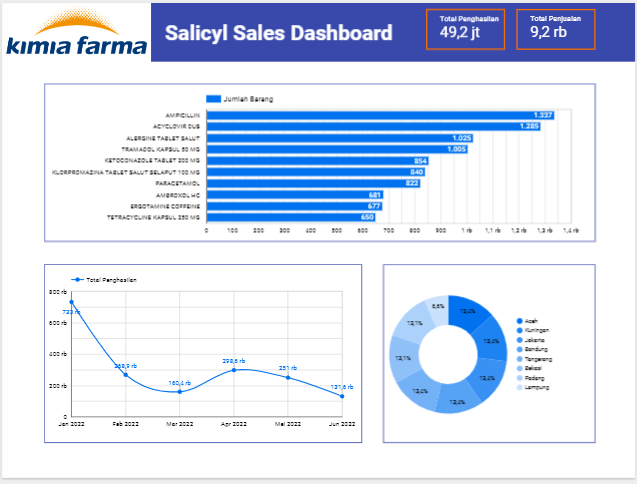 kimia farma
Salicyl Sales Dashboard
Total Penghasilan
49,2 jt
Total Penjualan
9,2 rb
Jumlah Barang
AMPICILLIN 1.337
ACYCLOVIR DUS 1.285
ALERGINE TABLET SALUT 1.025
TRAMADOL KAPSUL 50 MG 1.005
KETOCONAZOLE TABLET 200 MG 854
KLORPROMAZINA TABLET SALUT SELAPUT 100 MG 840
PARACETAMOL 822
AMBROXOL HC 681
ERGOTAMINE COFFEINE 677
TETRACYCLINE KAPSUL 250 MG 650
0 100 200 300 400 500 600 700 800 900 1 rb 1,1 rb 1,2 rb 1,3 rb 1,4 rb
Total Penghasilan
800 rb
600 rb
400 rb
200 rb
0
268,9 rb
160,4 rb
298,6 rb
251 rb
131,6 rb
Jan 2022 Feb 2022 Mar 2022 Apr 2022 Mei 2022 Jun 2022
13,4%
13,4%
13,4%
13,4%
13,4%
13,1%
13,1%
6,6%
Aceh
Kuningan
Jakarta
Bandung
Tangerang
Bekasi
Padang
Lampung